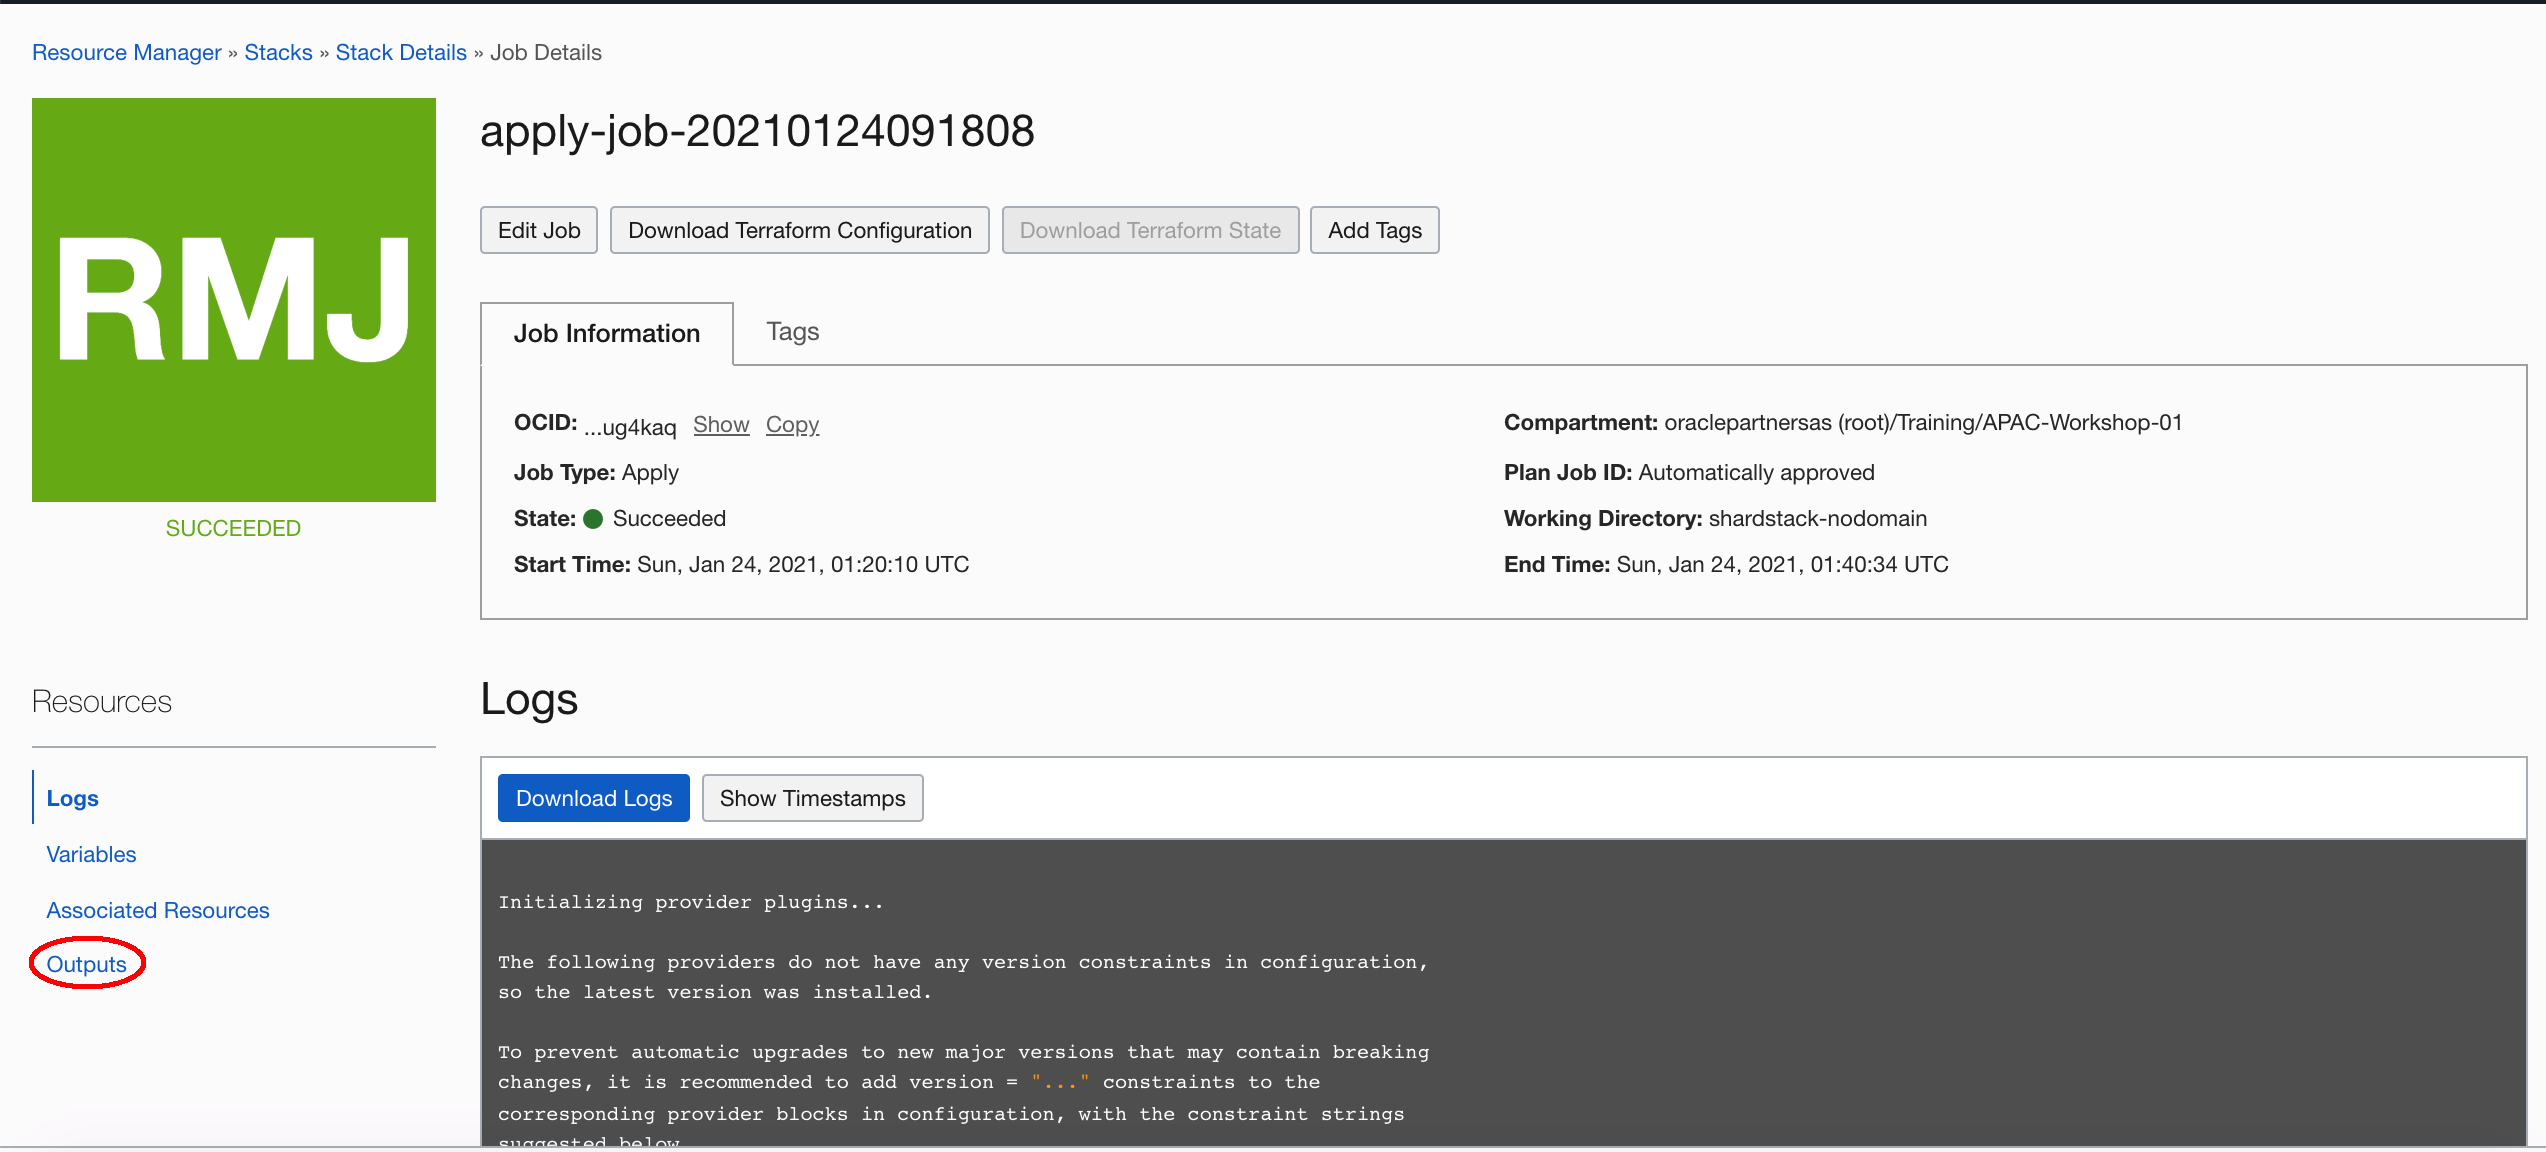 Resource Manager » Stacks » Stack Details » Job Details
RMJ
SUCCEEDED
apply-job-20210124091808
Edit Job
Download Terraform Configuration
Download Terraform State
Add Tags
Job Information
Tags
OCID: ...ug4kaq Show Copy
Job Type: Apply
State: Succeeded
Start Time: Sun, Jan 24, 2021, 01:20:10 UTC
Compartment: oraclepartnersas (root)/Training/APAC-Workshop-01
Plan Job ID: Automatically approved
Working Directory: shardstack-nodomain
End Time: Sun, Jan 24, 2021, 01:40:34 UTC
Resources
Logs
Variables
Associated Resources
Outputs
Logs
Download Logs
Show Timestamps
Initializing provider plugins...
The following providers do not have any version constraints in configuration,
so the latest version was installed.
To prevent automatic upgrades to new major versions that may contain breaking
changes, it is recommended to add version = "..." constraints to the
corresponding provider blocks in configuration, with the constraint strings
suggested below